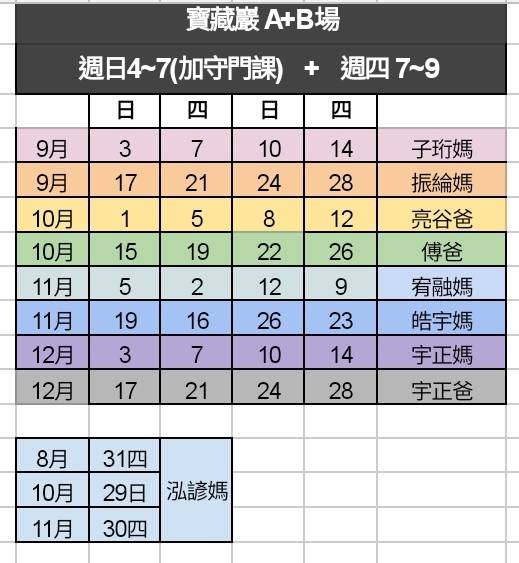 寶藏巖 A+B場
週日4~7(加守門課) + 週四 7~9
日 四 日 四
9月 3 7 10 14 子珩媽
9月 17 21 24 28 振綸媽
10月 1 5 8 12 亮谷爸
10月 15 19 22 26 傅爸
11月 5 2 12 9 宥融媽
11月 19 16 26 23 皓宇媽
12月 3 7 10 14 宇正媽
12月 17 21 24 28 宇正爸
8月 31四
10月 29日 泓諺媽
11月 30四